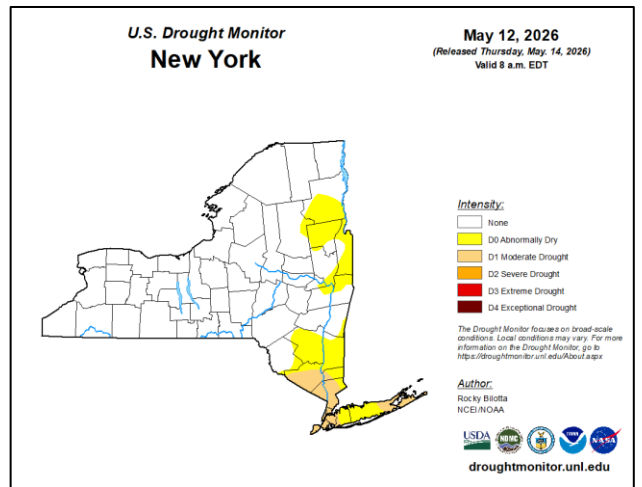 U.S. Drought Monitor
New York
May 12, 2026
(Released Thursday, May. 14, 2026)
Valid 8 a.m. EDT
Intensity:
None
D0 Abnormally Dry
D1 Moderate Drought
D2 Severe Drought
D3 Extreme Drought
D4 Exceptional Drought
The Drought Monitor focuses on broad-scale
conditions. Local conditions may vary. For more
information on the Drought Monitor, go to
https://droughtmonitor.unl.edu/About.aspx
Author:
Rocky Bilotta
NCEI/NOAA
USDA
NDMC
NASA
droughtmonitor.unl.edu